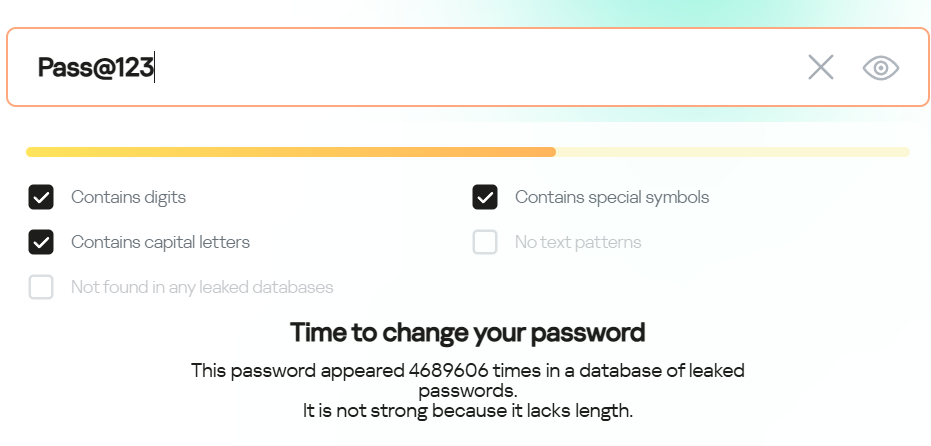 Pass@123
Contains digits
Contains special symbols
Contains capital letters
No text patterns
Not found in any leaked databases
Time to change your password
This password appeared 4689606 times in a database of leaked
passwords.
It is not strong because it lacks length.